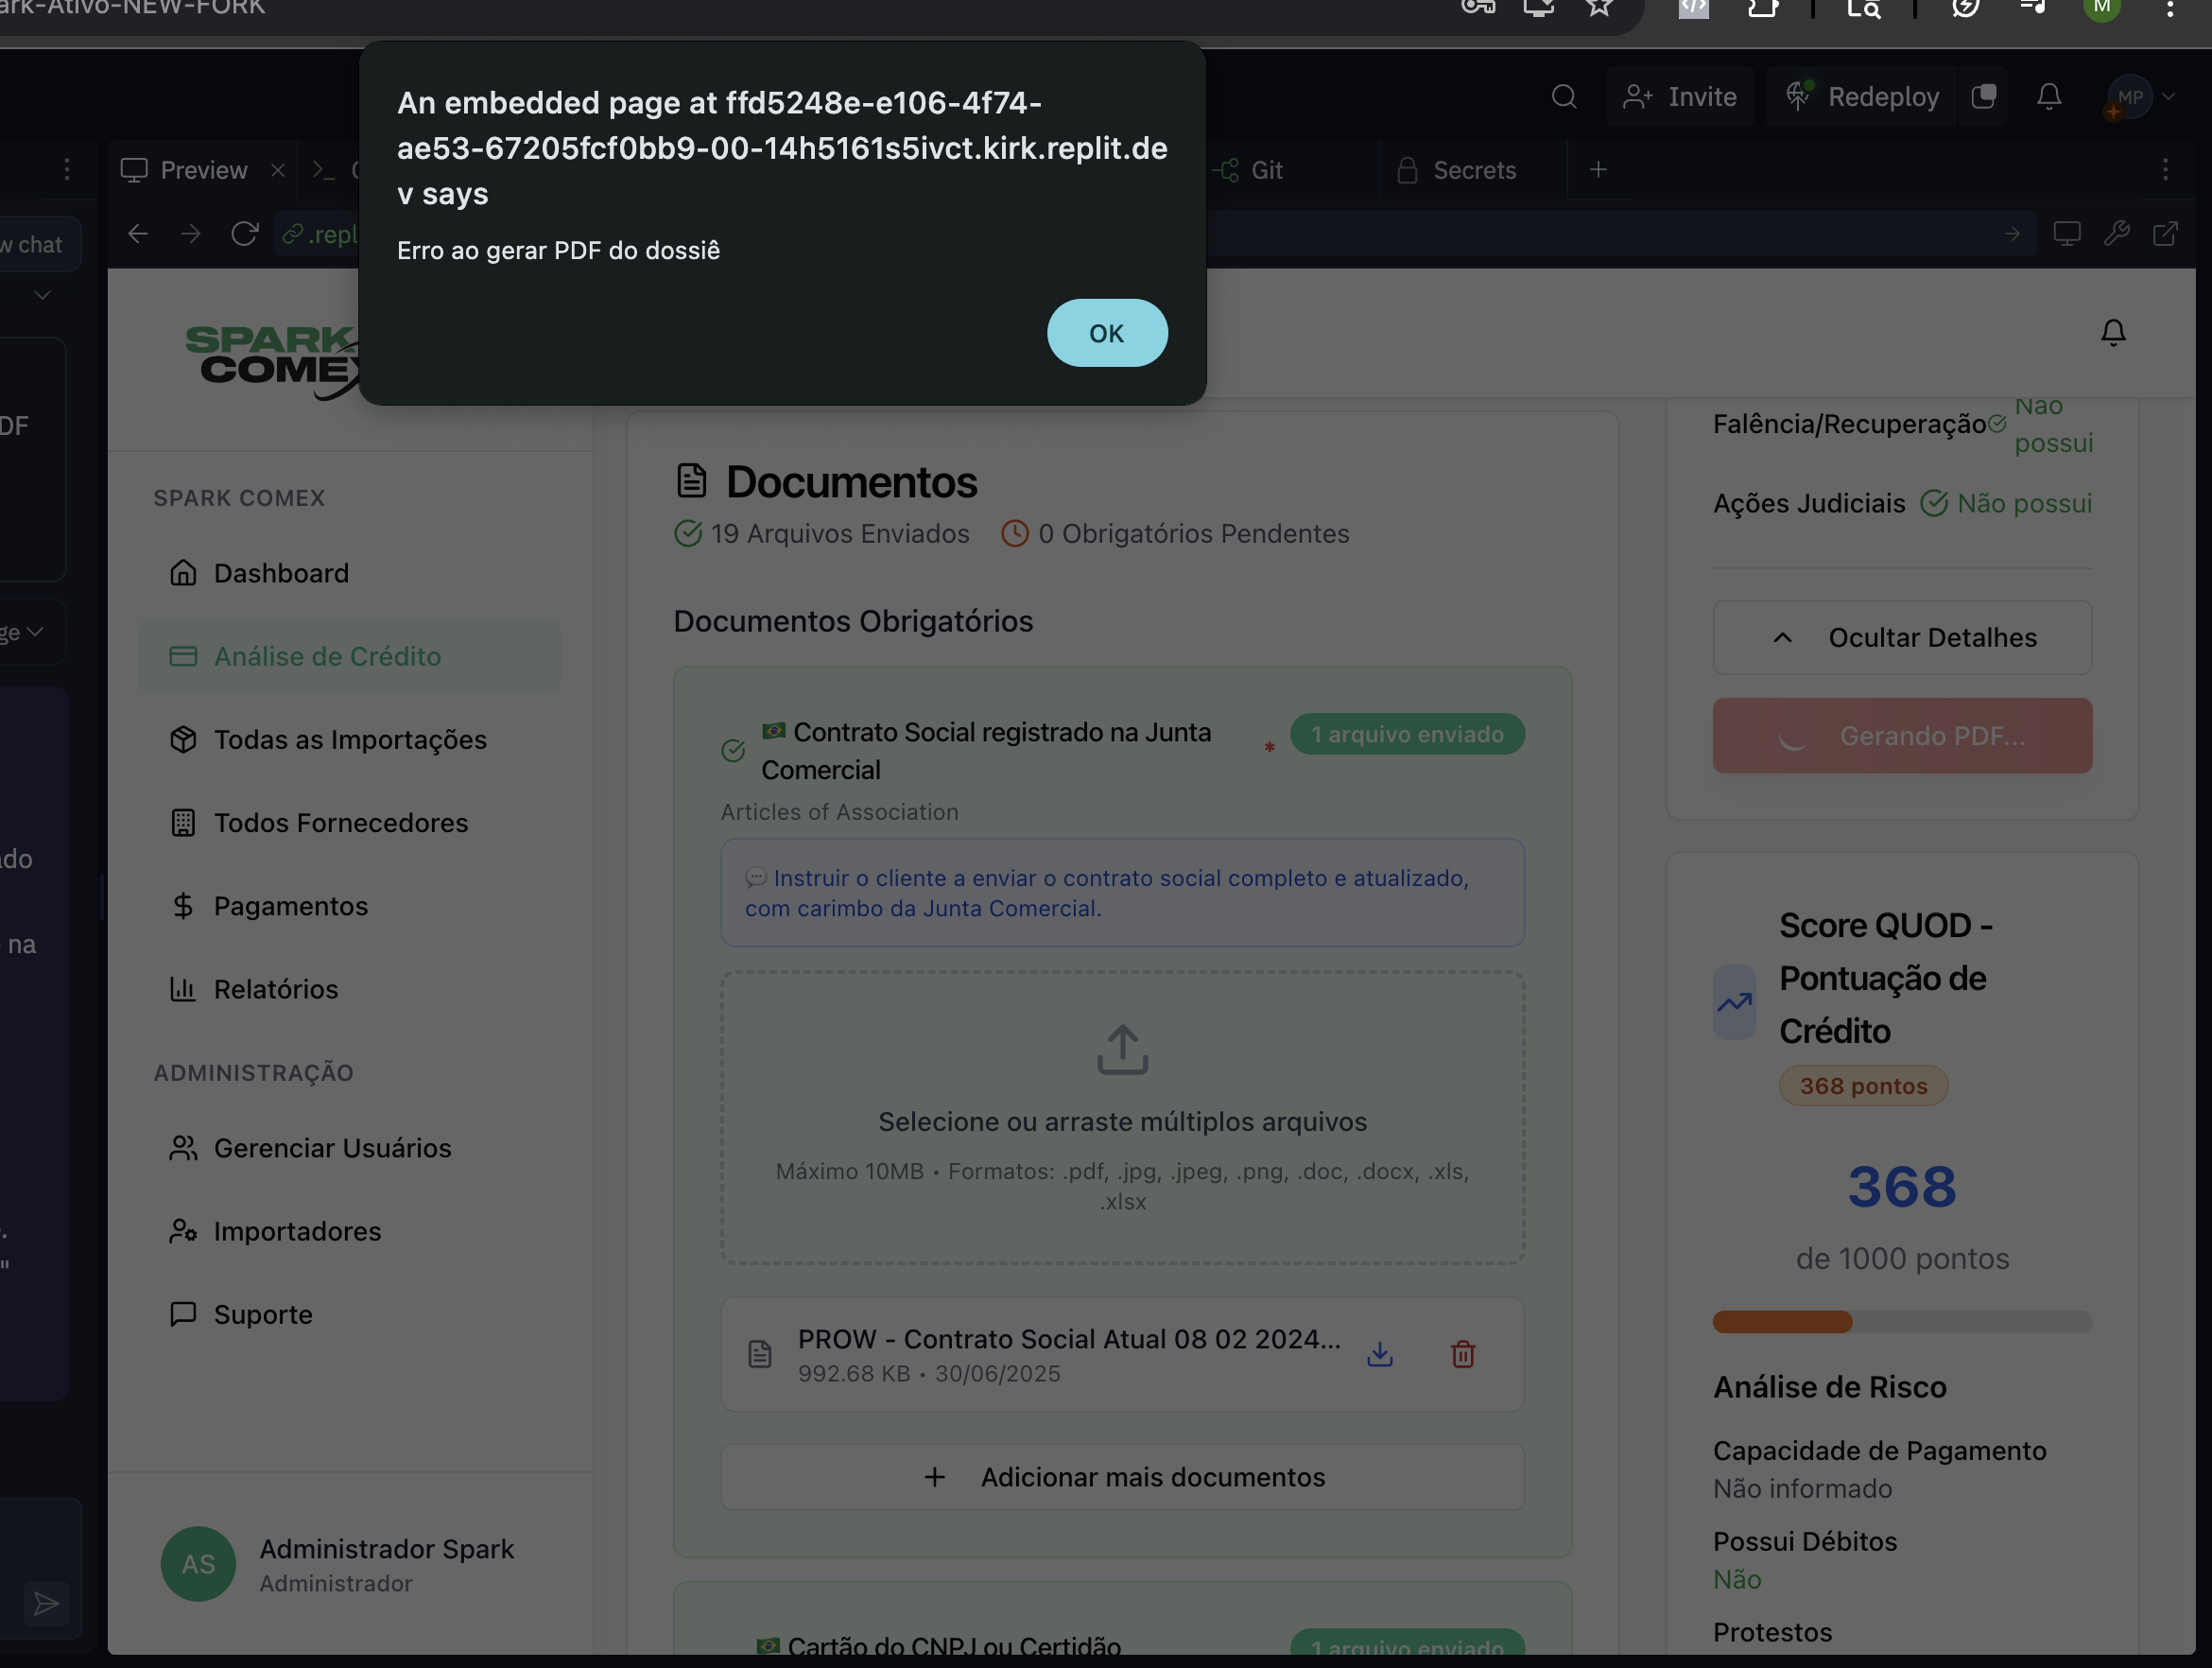 ark-Ativo-NEW-FORK
M
An embedded page at ffd5248e-e106-4f74-
ae53-67205fcf0bb9-00-14h5161s5ivct.kirk.replit.de
v says
Erro ao gerar PDF do dossiê
OK
Invite
Redeploy
MP
Preview
Git
Secrets
w chat
.repl
DF
ge
ado
na
.
"
SPARK
COMEX
SPARK COMEX
Dashboard
Análise de Crédito
Todas as Importações
Todos Fornecedores
Pagamentos
Relatórios
ADMINISTRAÇÃO
Gerenciar Usuários
Importadores
Suporte
AS
Administrador Spark
Administrador
Documentos
19 Arquivos Enviados
0 Obrigatórios Pendentes
Documentos Obrigatórios
Contrato Social registrado na Junta
Comercial
*
1 arquivo enviado
Articles of Association
Instruir o cliente a enviar o contrato social completo e atualizado,
com carimbo da Junta Comercial.
Selecione ou arraste múltiplos arquivos
Máximo 10MB • Formatos: .pdf, .jpg, .jpeg, .png, .doc, .docx, .xls,
.xlsx
PROW - Contrato Social Atual 08 02 2024...
992.68 KB • 30/06/2025
Adicionar mais documentos
Cartão do CNPJ ou Certidão
1 arquivo enviado
Falência/Recuperação
Não
possui
Ações Judiciais
Não possui
Ocultar Detalhes
Gerando PDF...
Score QUOD -
Pontuação de
Crédito
368 pontos
368
de 1000 pontos
Análise de Risco
Capacidade de Pagamento
Não informado
Possui Débitos
Não
Protestos